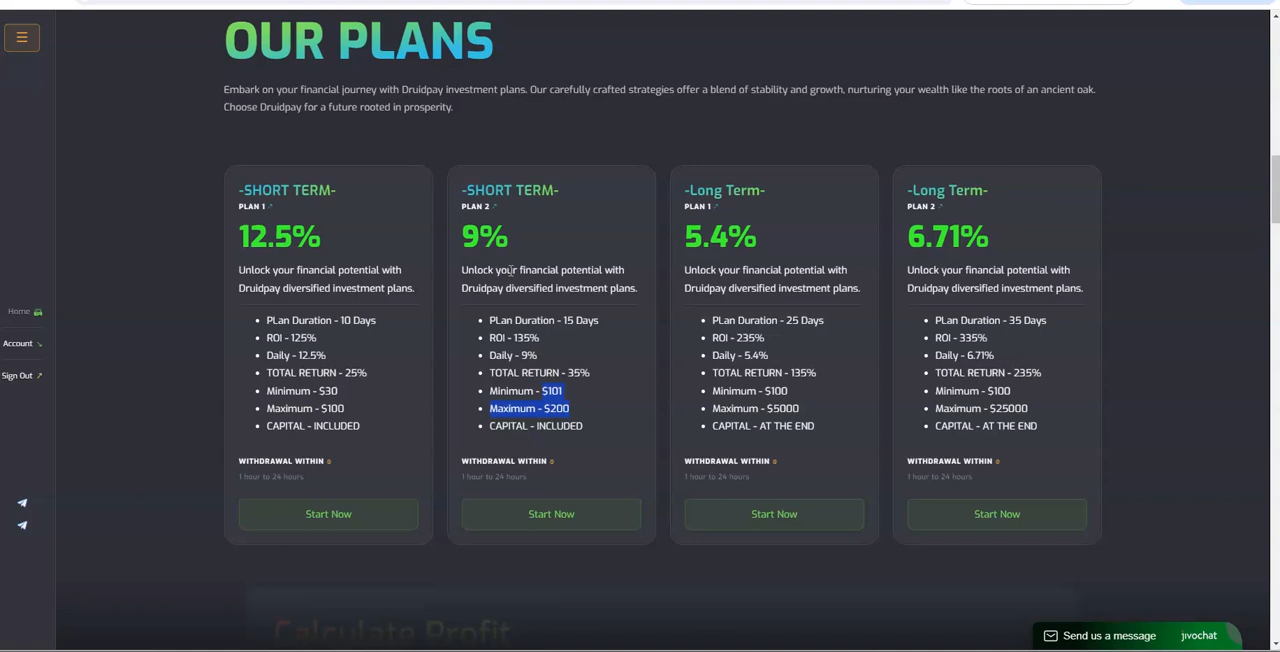 OUR PLANS
Embark on your financial journey with Druidpay investment plans. Our carefully crafted strategies offer a blend of stability and growth, nurturing your wealth like the roots of an ancient oak.
Choose Druidpay for a future rooted in prosperity.
-SHORT TERM-
PLAN 1
12.5%
Unlock your financial potential with
Druidpay diversified investment plans.
PLan Duration - 10 Days
ROI - 125%
Daily - 12.5%
TOTAL RETURN - 25%
Minimum - $30
Maximum - $100
CAPITAL - INCLUDED
WITHDRAWAL WITHIN
1 hour to 24 hours
Start Now
-SHORT TERM-
PLAN 2
9%
Unlock your financial potential with
Druidpay diversified investment plans.
PLan Duration - 15 Days
ROI - 135%
Daily - 9%
TOTAL RETURN - 35%
Minimum - $101
Maximum - $200
CAPITAL - INCLUDED
WITHDRAWAL WITHIN
1 hour to 24 hours
Start Now
-Long Term-
PLAN 1
5.4%
Unlock your financial potential with
Druidpay diversified investment plans.
PLan Duration - 25 Days
ROI - 235%
Daily - 5.4%
TOTAL RETURN - 135%
Minimum - $100
Maximum - $5000
CAPITAL - AT THE END
WITHDRAWAL WITHIN
1 hour to 24 hours
Start Now
-Long Term-
PLAN 2
6.71%
Unlock your financial potential with
Druidpay diversified investment plans.
PLan Duration - 35 Days
ROI - 335%
Daily - 6.71%
TOTAL RETURN - 235%
Minimum - $100
Maximum - $25000
CAPITAL - AT THE END
WITHDRAWAL WITHIN
1 hour to 24 hours
Start Now
Home
Account
Sign Out
Calculate Profit
Send us a message jivochat